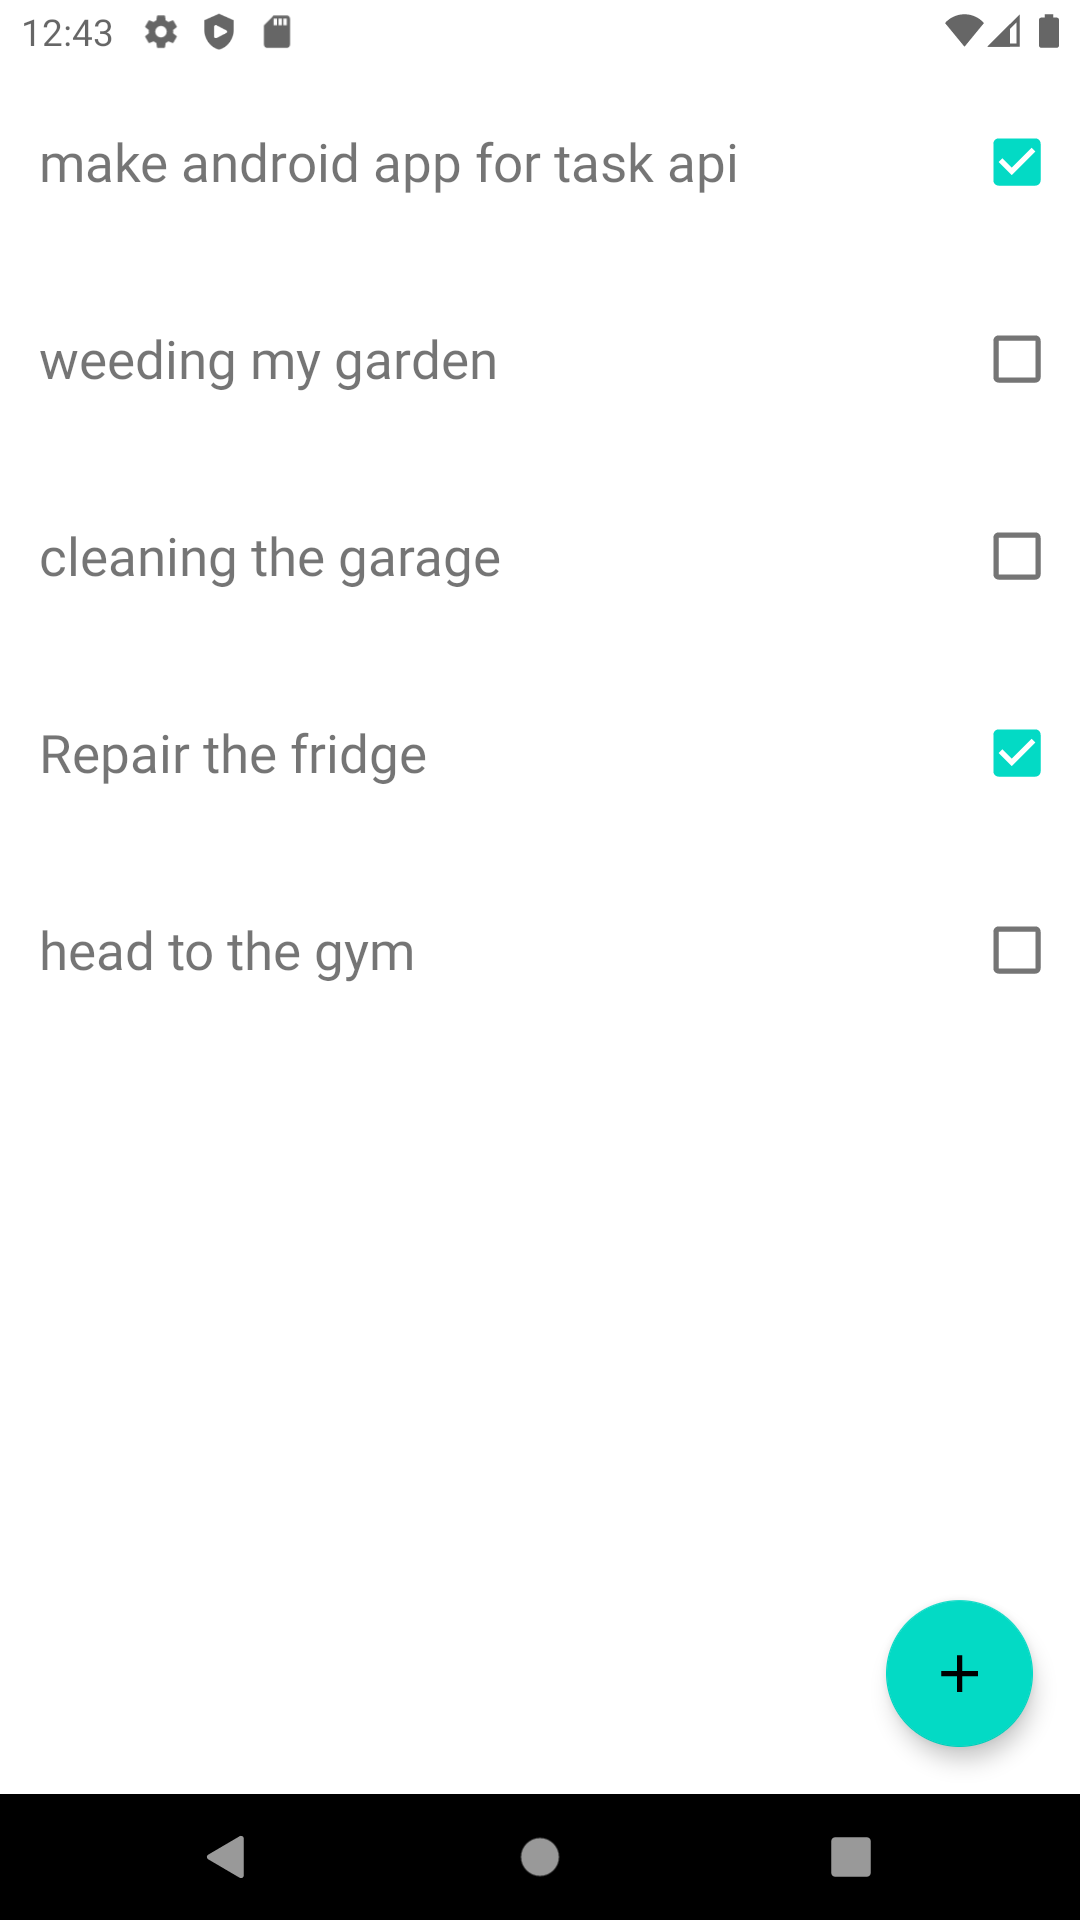 12:43
make android app for task api
weeding my garden
cleaning the garage
Repair the fridge
head to the gym
+